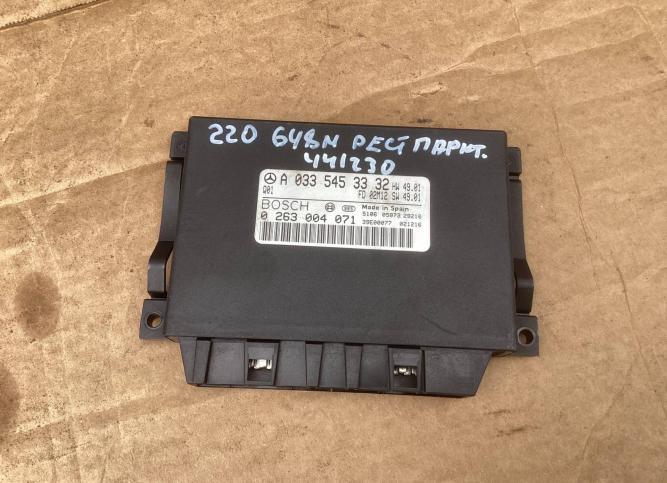 220 648N РЕСТ ПАРКТ.
441230
A 033 545 33 32 HW 49.01
Q01 FD 02M12 SW 49.01
BOSCH Made in Spain
0 263 004 071 5106 05973 29216
39E00077 021216